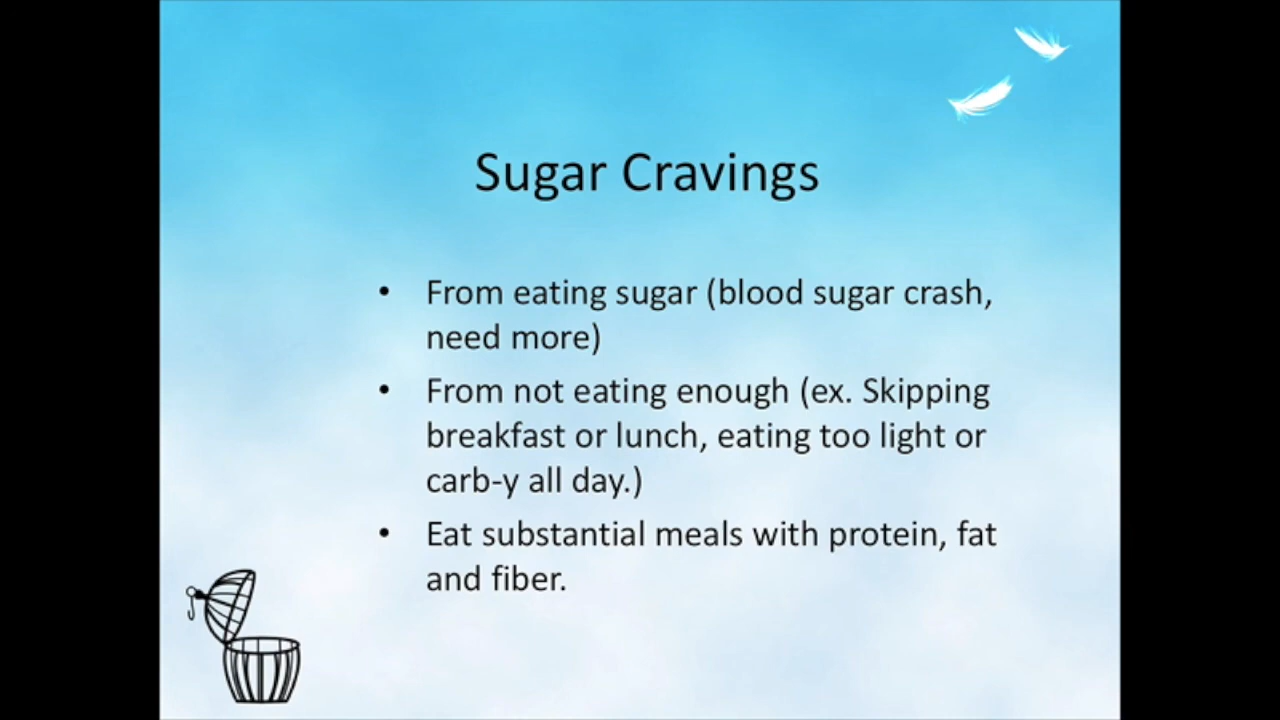 Sugar Cravings
• From eating sugar (blood sugar crash,
need more)
• From not eating enough (ex. Skipping
breakfast or lunch, eating too light or
carb-y all day.)
• Eat substantial meals with protein, fat
and fiber.